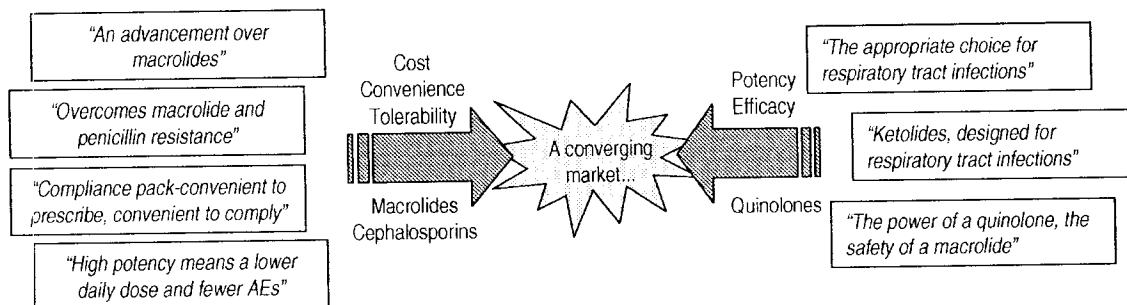 "An advancement over
macrolides"
"Overcomes macrolide and
penicillin resistance"
"Compliance pack-convenient to
prescribe, convenient to comply"
"High potency means a lower
daily dose and fewer AEs"
Cost
Convenience
Tolerability
Macrolides
Cephalosporins
A converging
market...
Potency
Efficacy
Quinolones
"The appropriate choice for
respiratory tract infections"
"Ketolides, designed for
respiratory tract infections"
"The power of a quinolone, the
safety of a macrolide"